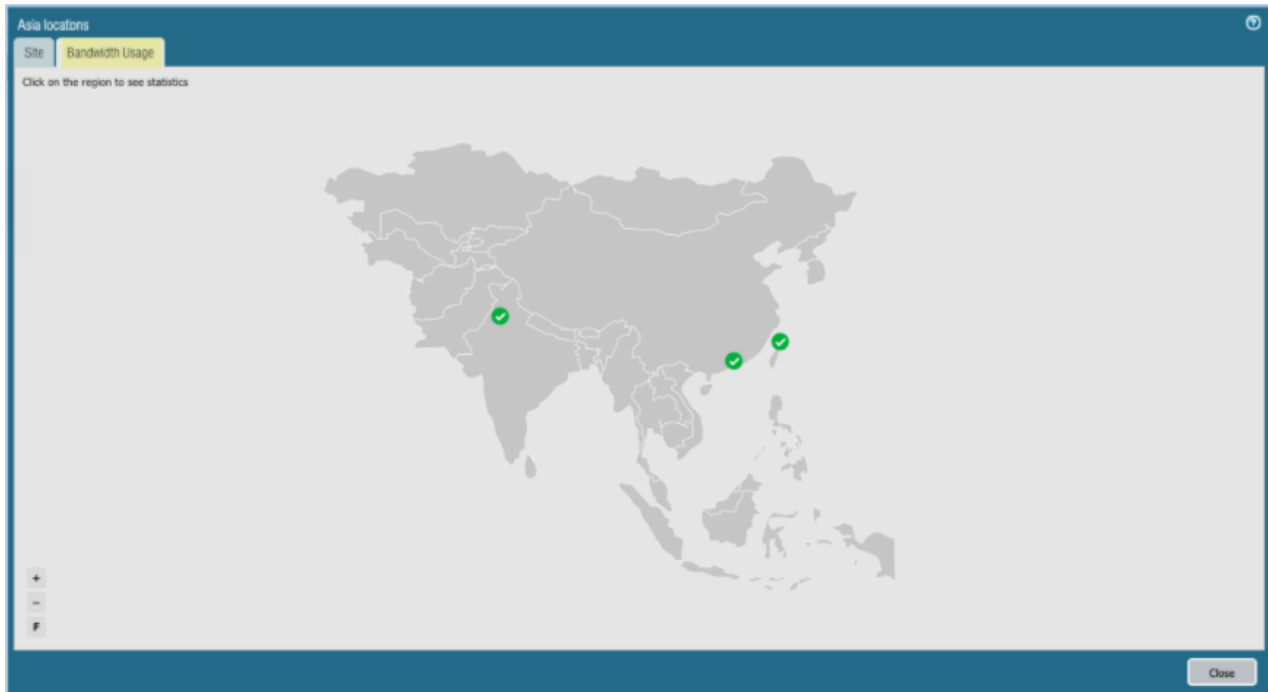 Asia locatons
?
Site
Bandwidth Usage
Click on the region to see statistics
+
−
F
Close